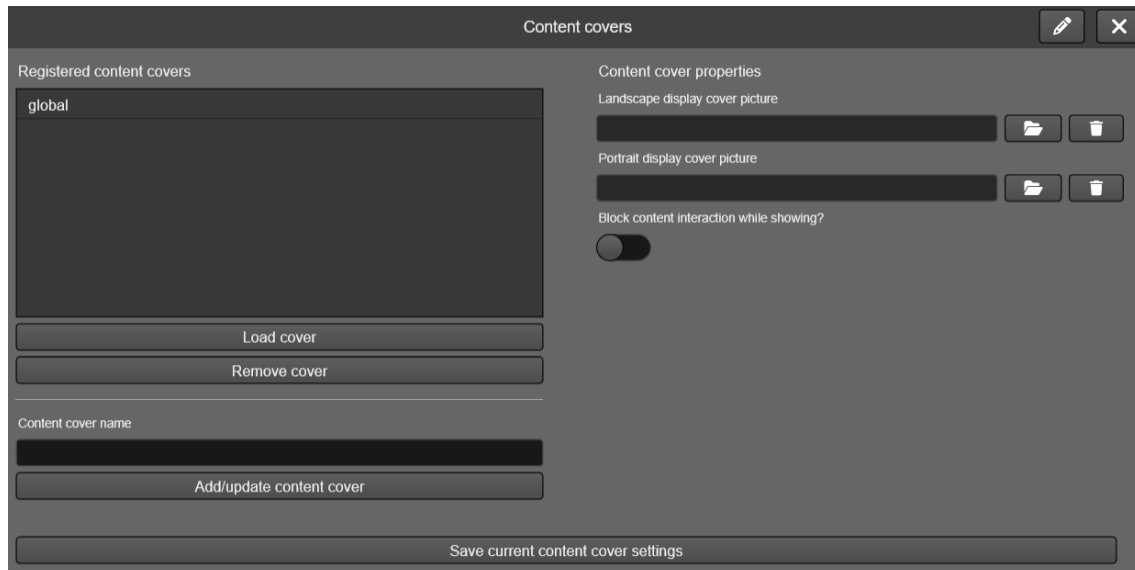 Content covers
Registered content covers
global
Load cover
Remove cover
Content cover name
Add/update content cover
Content cover properties
Landscape display cover picture
Portrait display cover picture
Block content interaction while showing?
Save current content cover settings